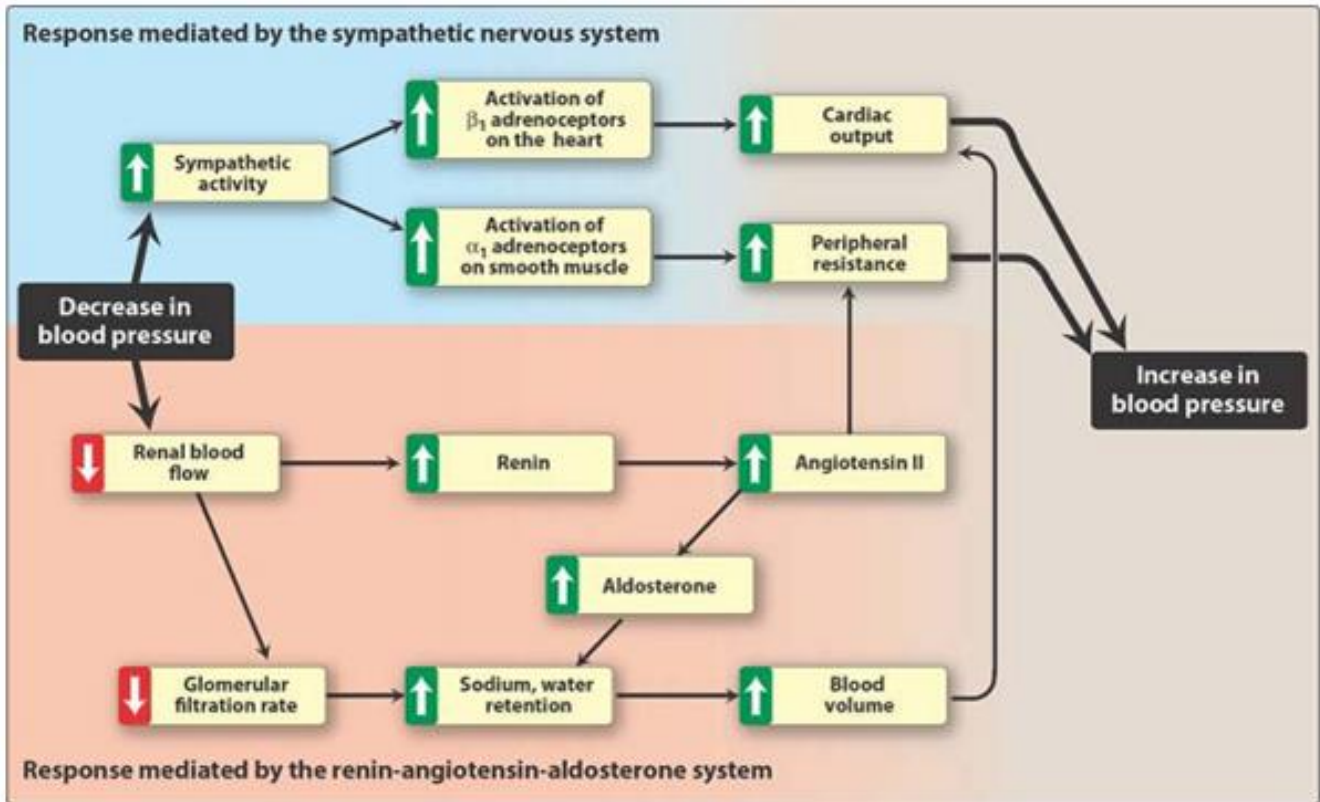 Response mediated by the sympathetic nervous system
Activation of
β₁ adrenoceptors
on the heart
Cardiac
output
Sympathetic
activity
Activation of
α₁ adrenoceptors
on smooth muscle
Peripheral
resistance
Decrease in
blood pressure
Increase in
blood pressure
Renal blood
flow
Renin
Angiotensin II
Aldosterone
Glomerular
filtration rate
Sodium, water
retention
Blood
volume
Response mediated by the renin-angiotensin-aldosterone system